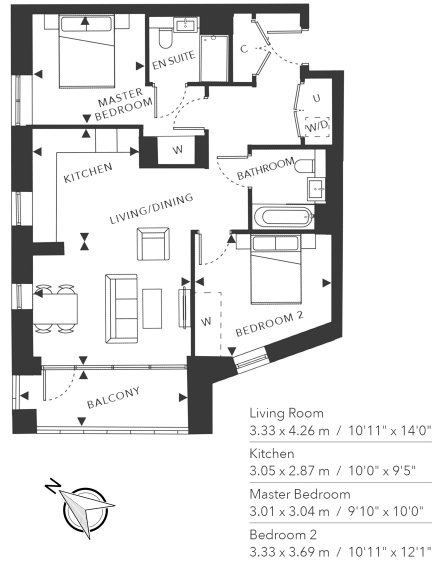 EN SUITE
C
MASTER
BEDROOM
U
W/D
W
KITCHEN
BATHROOM
LIVING/DINING
W
BEDROOM 2
BALCONY
N
Living Room
3.33 x 4.26 m / 10'11" x 14'0"
Kitchen
3.05 x 2.87 m / 10'0" x 9'5"
Master Bedroom
3.01 x 3.04 m / 9'10" x 10'0"
Bedroom 2
3.33 x 3.69 m / 10'11" x 12'1"